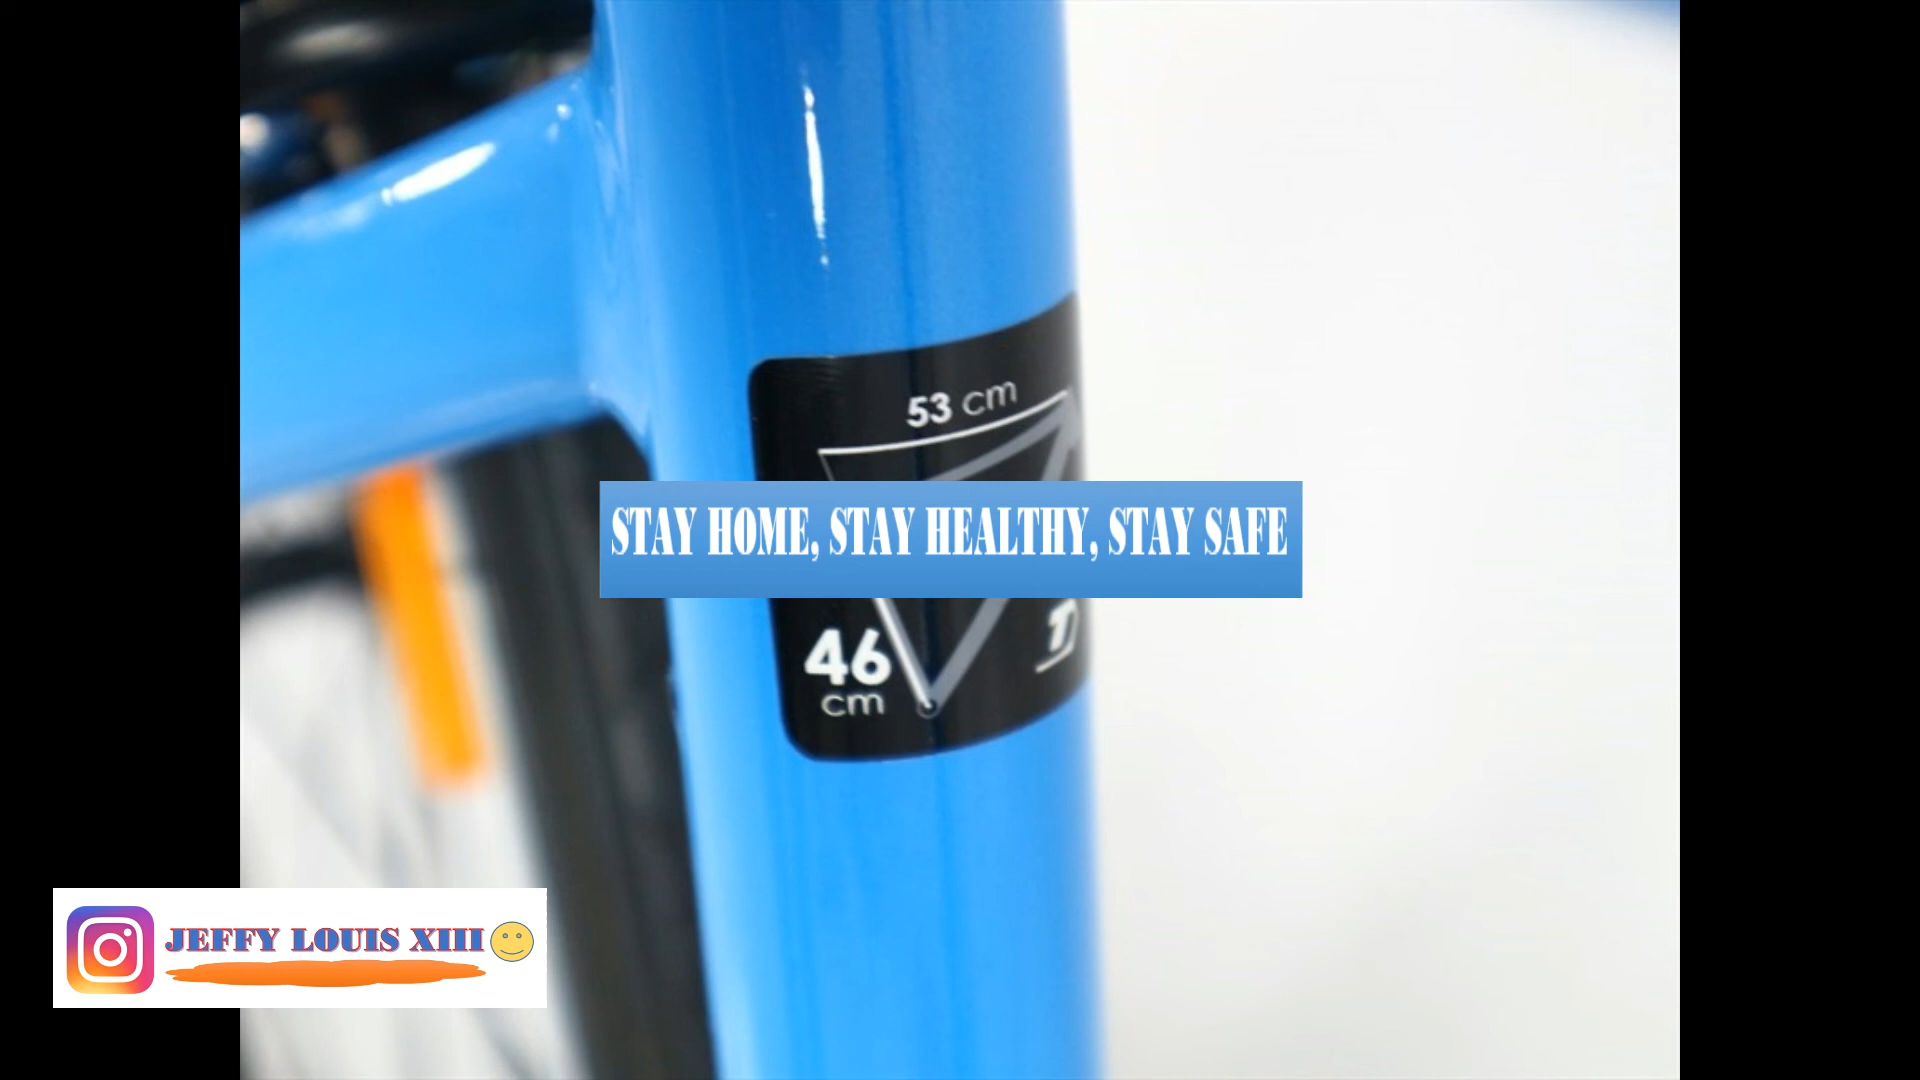 53 cm
STAY HOME, STAY HEALTHY, STAY SAFE
46
cm
JEFFY LOUIS XIII